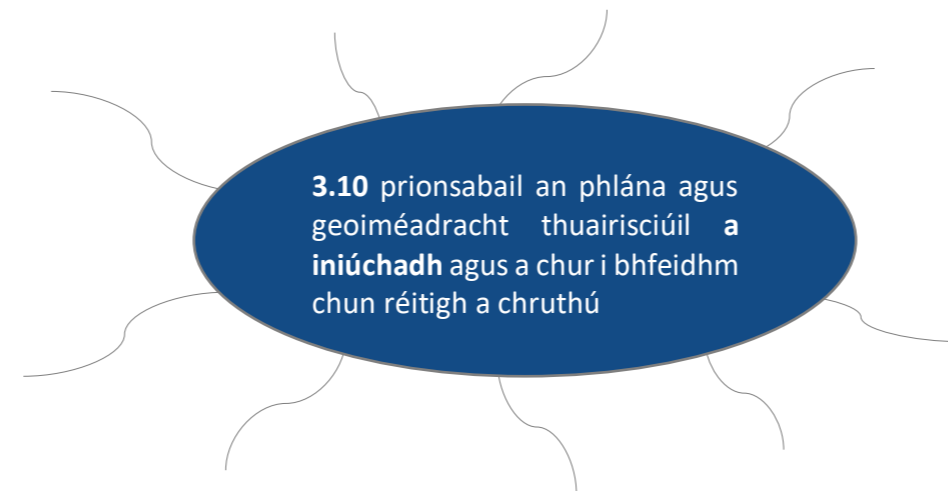 3.10 prionsabail an phlána agus
geoiméadracht thuairisciúil a
iniúchadh agus a chur i bhfeidhm
chun réitigh a chruthú